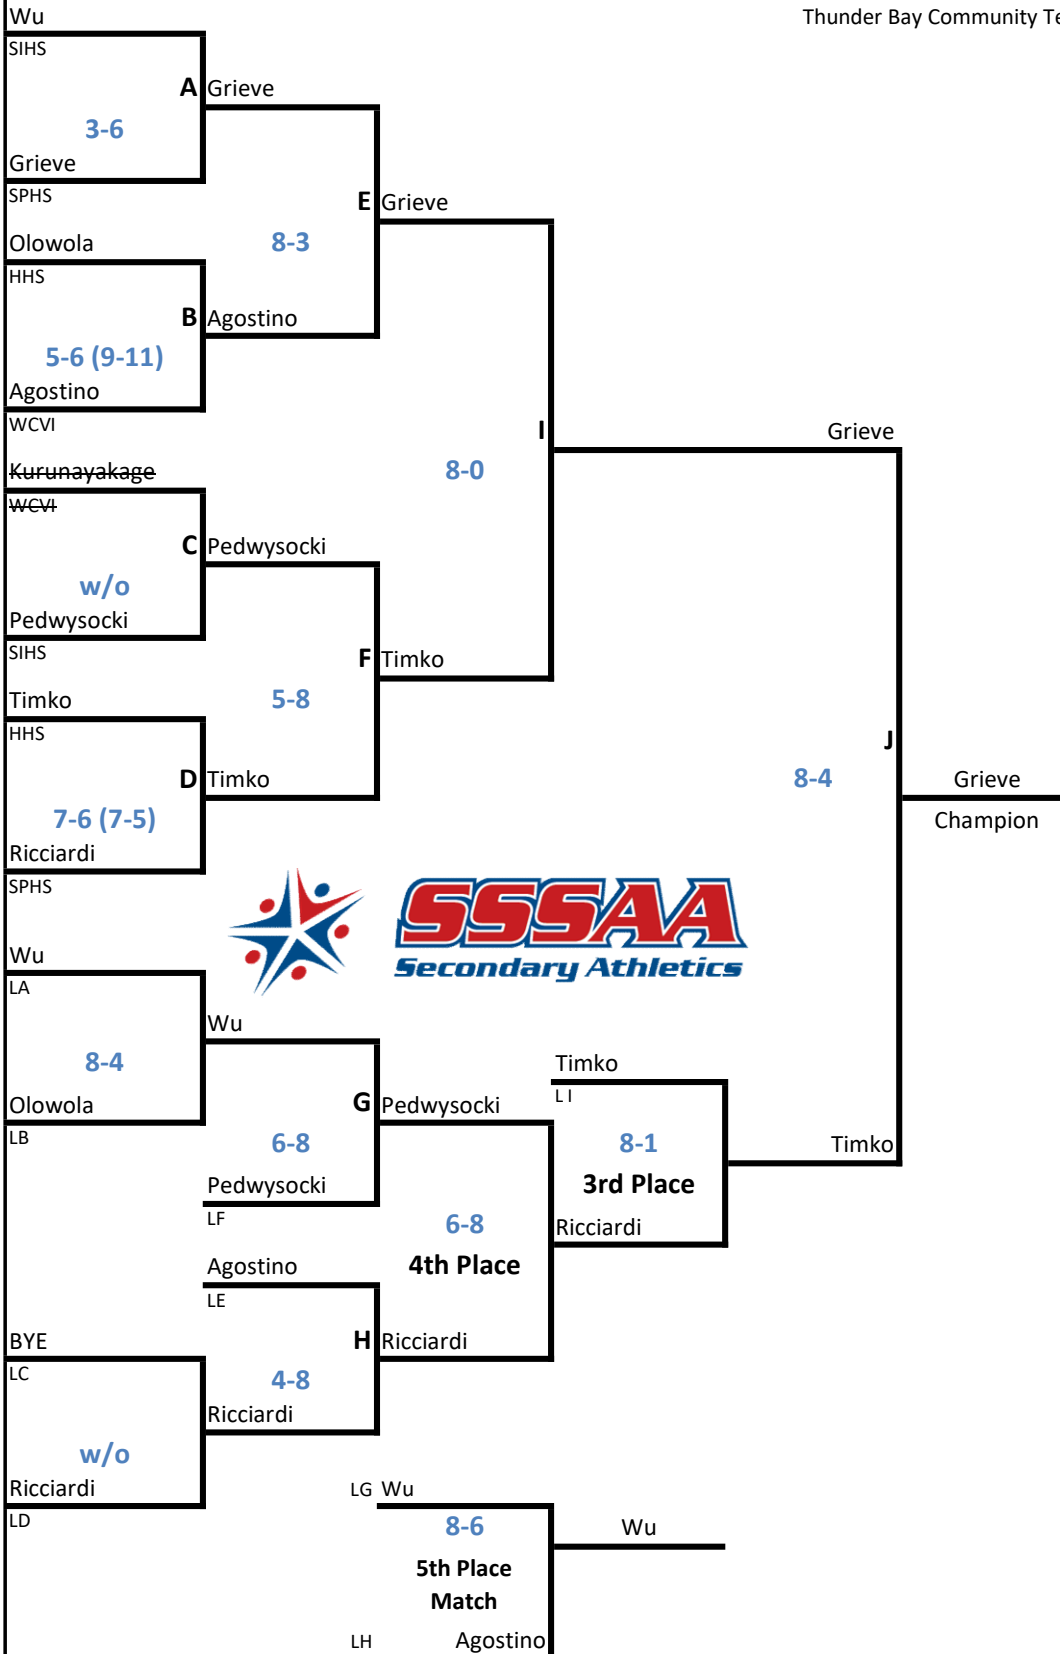 Wu
Thunder Bay Community Te
SIHS
A Grieve
3-6
Grieve
SPHS
E Grieve
Olowola
8-3
HHS
B Agostino
5-6 (9-11)
Agostino
WCVI
I
Grieve
Kurunayakage
8-0
WCVI
C Pedwysocki
w/o
Pedwysocki
SIHS
F Timko
Timko
5-8
HHS
J
D Timko
8-4
Grieve
7-6 (7-5)
Champion
Ricciardi
SPHS
SSSAA
Secondary Athletics
Wu
LA
Wu
8-4
Timko
L I
Olowola
G Pedwysocki
LB
6-8
8-1
Timko
Pedwysocki
3rd Place
LF
6-8
Ricciardi
Agostino
4th Place
LE
BYE
H Ricciardi
LC
4-8
Ricciardi
w/o
Ricciardi
LG Wu
LD
8-6
Wu
5th Place
Match
LH Agostino